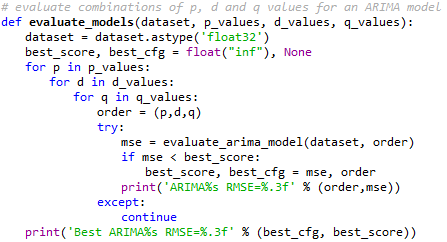 # evaluate combinations of p, d and q values for an ARIMA model
def evaluate_models(dataset, p_values, d_values, q_values):
    dataset = dataset.astype('float32')
    best_score, best_cfg = float("inf"), None
    for p in p_values:
        for d in d_values:
            for q in q_values:
                order = (p,d,q)
                try:
                    mse = evaluate_arima_model(dataset, order)
                    if mse < best_score:
                        best_score, best_cfg = mse, order
                    print('ARIMA%s RMSE=%.3f' % (order,mse))
                except:
                    continue
    print('Best ARIMA%s RMSE=%.3f' % (best_cfg, best_score))